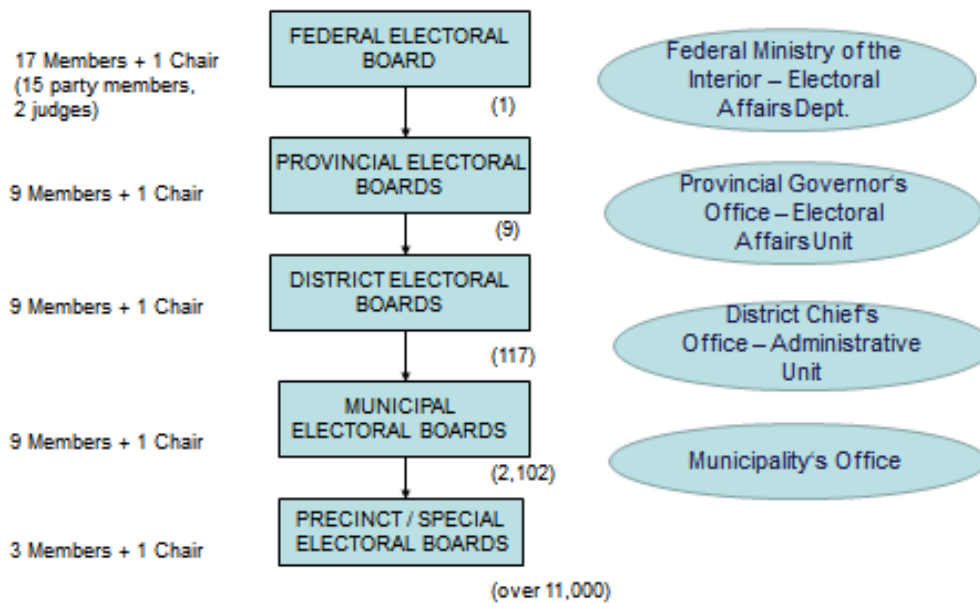 17 Members + 1 Chair
(15 party members,
2 judges)
FEDERAL ELECTORAL
BOARD
(1)
Federal Ministry of the
Interior – Electoral
Affairs Dept.
9 Members + 1 Chair
PROVINCIAL ELECTORAL
BOARDS
(9)
Provincial Governor‘s
Office – Electoral
Affairs Unit
9 Members + 1 Chair
DISTRICT ELECTORAL
BOARDS
(117)
District Chief‘s
Office – Administrative
Unit
9 Members + 1 Chair
MUNICIPAL
ELECTORAL BOARDS
(2,102)
Municipality‘s Office
3 Members + 1 Chair
PRECINCT / SPECIAL
ELECTORAL BOARDS
(over 11,000)